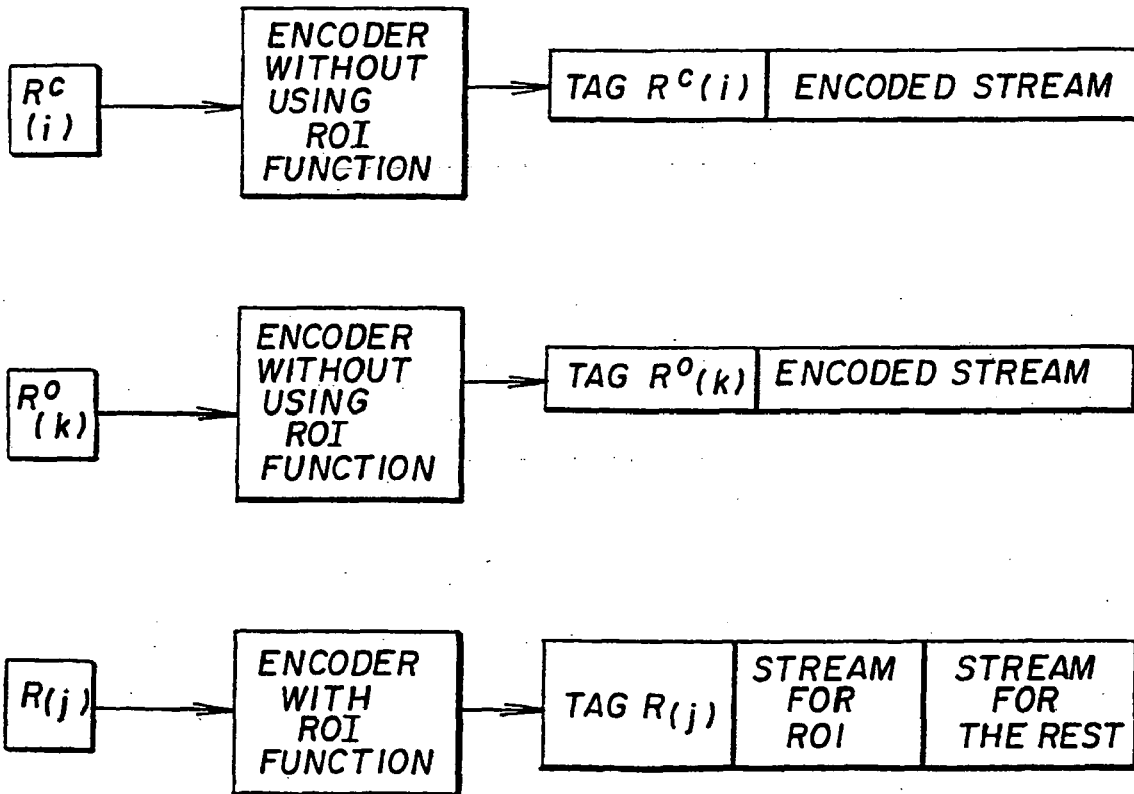 R^c
(i)
ENCODER
WITHOUT
USING
ROI
FUNCTION
TAG R^c(i)
ENCODED STREAM
R^o
(k)
ENCODER
WITHOUT
USING
ROI
FUNCTION
TAG R^o(k)
ENCODED STREAM
R(j)
ENCODER
WITH
ROI
FUNCTION
TAG R(j)
STREAM
FOR
ROI
STREAM
FOR
THE REST